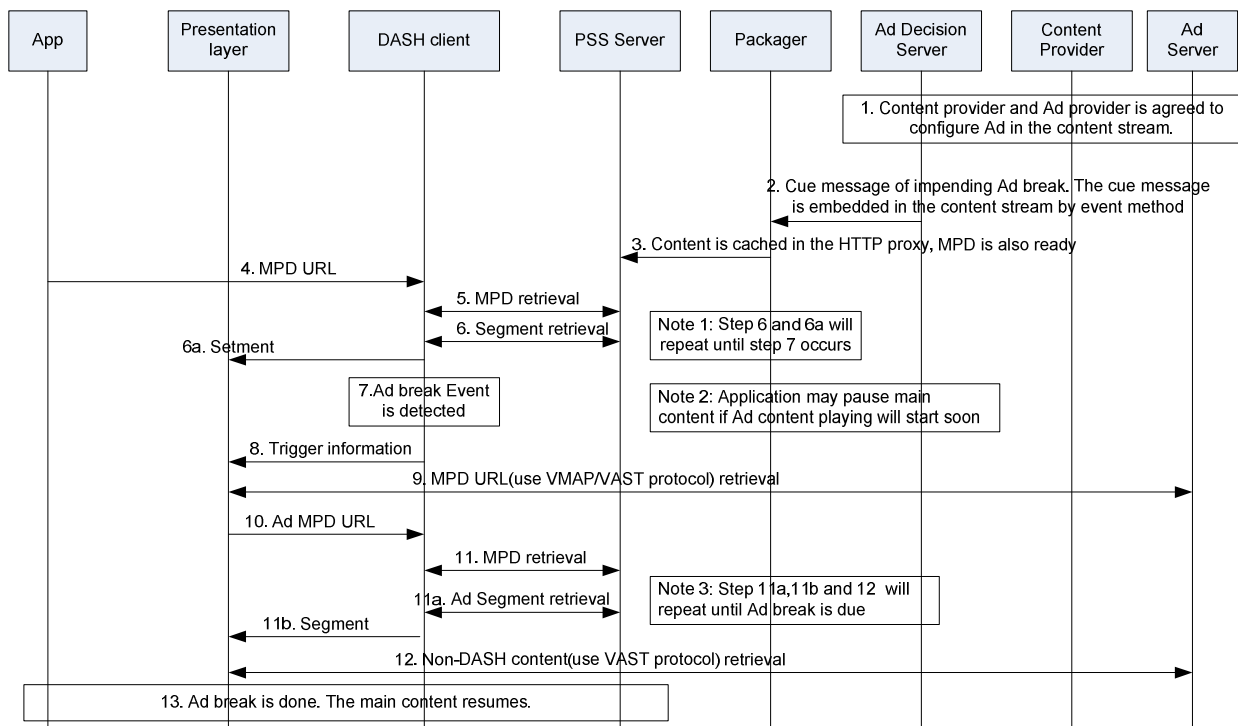 App
Presentation
layer
DASH client
PSS Server
Packager
Ad Decision
Server
Content
Provider
Ad
Server
1. Content provider and Ad provider is agreed to
configure Ad in the content stream.
2. Cue message of impending Ad break. The cue message
is embedded in the content stream by event method
3. Content is cached in the HTTP proxy, MPD is also ready
4. MPD URL
5. MPD retrieval
6. Segment retrieval
Note 1: Step 6 and 6a will
repeat until step 7 occurs
6a. Setment
7.Ad break Event
is detected
Note 2: Application may pause main
content if Ad content playing will start soon
8. Trigger information
9. MPD URL(use VMAP/VAST protocol) retrieval
10. Ad MPD URL
11. MPD retrieval
11a. Ad Segment retrieval
Note 3: Step 11a,11b and 12 will
repeat until Ad break is due
11b. Segment
12. Non-DASH content(use VAST protocol) retrieval
13. Ad break is done. The main content resumes.